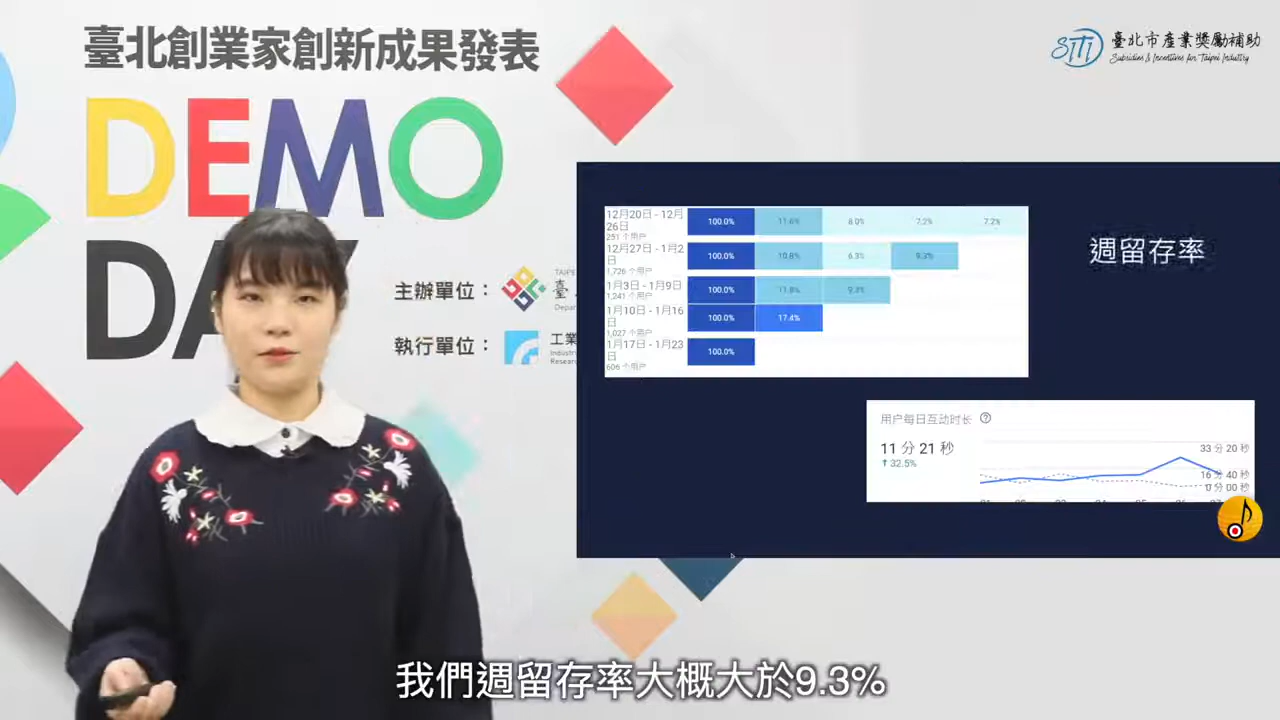 臺北創業家創新成果發表
DEMO
DA
主辦單位：
TAIPE
臺
Depar
執行單位：
工業
Indust
Resear
SITI
臺北市產業獎勵補助
Subsidies & Incentives for Taipei Industry
週留存率
12月20日 - 12月26日
251 个用户
100.0% 11.6% 8.0% 7.2% 7.2%
12月27日 - 1月2日
1,726 个用户
100.0% 10.8% 6.3% 9.3%
1月3日 - 1月9日
1,241 个用户
100.0% 11.8% 9.3%
1月10日 - 1月16日
1,027 个用户
100.0% 17.4%
1月17日 - 1月23日
606 个用户
100.0%
用户每日互动时长
11 分 21 秒
↑ 32.5%
33 分 20 秒
16 分 40 秒
0 分 00 秒
我們週留存率大概大於9.3%